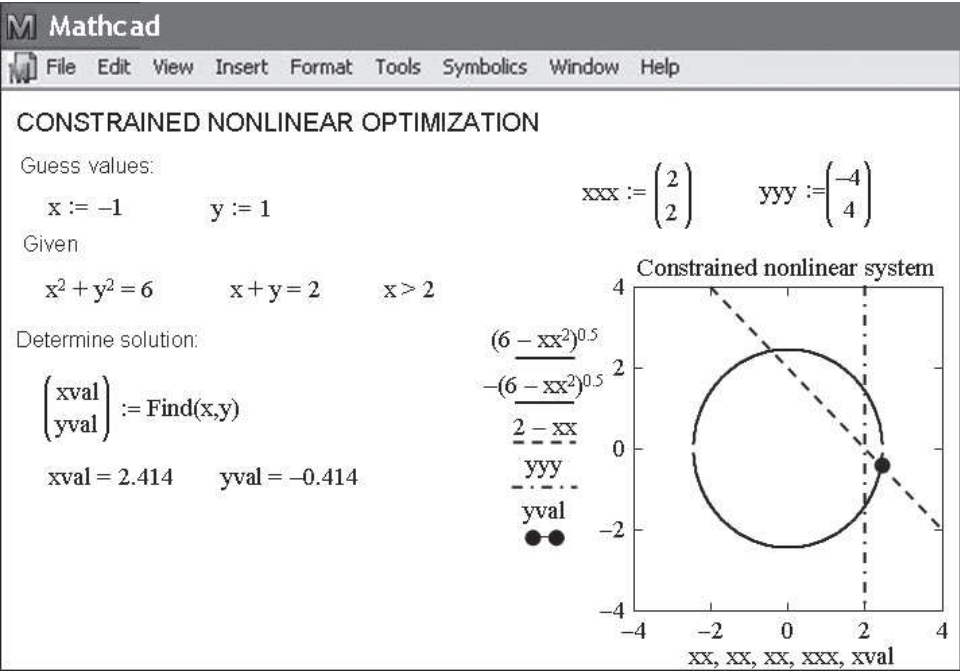 Mathcad
File Edit View Insert Format Tools Symbolics Window Help
CONSTRAINED NONLINEAR OPTIMIZATION
Guess values:
x := −1 y := 1
xxx := (2 2) yyy := (−4 4)
Given
x² + y² = 6 x + y = 2 x > 2
Determine solution:
(xval yval) := Find(x,y)
xval = 2.414 yval = −0.414
(6 − xx²)^0.5
−(6 − xx²)^0.5
2 − xx
yyy
yval
Constrained nonlinear system
4
2
0
−2
−4
−4 −2 0 2 4
xx, xx, xx, xxx, xval